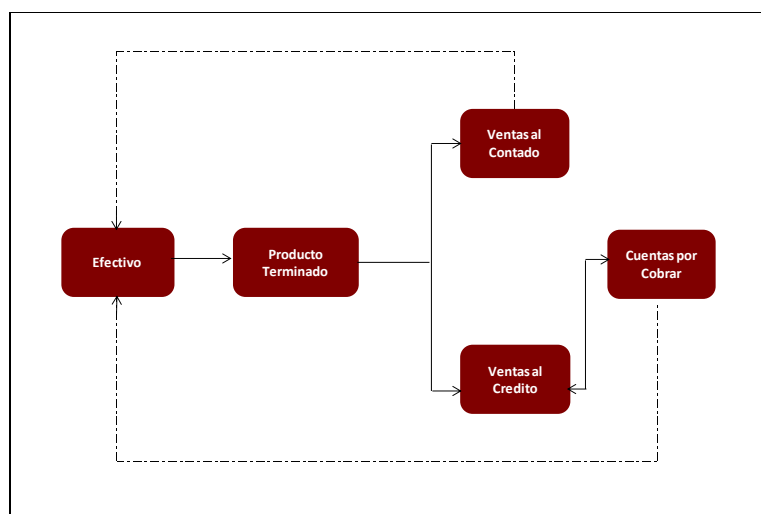 Ventas al
Contado
Efectivo
Producto
Terminado
Cuentas por
Cobrar
Ventas al
Credito